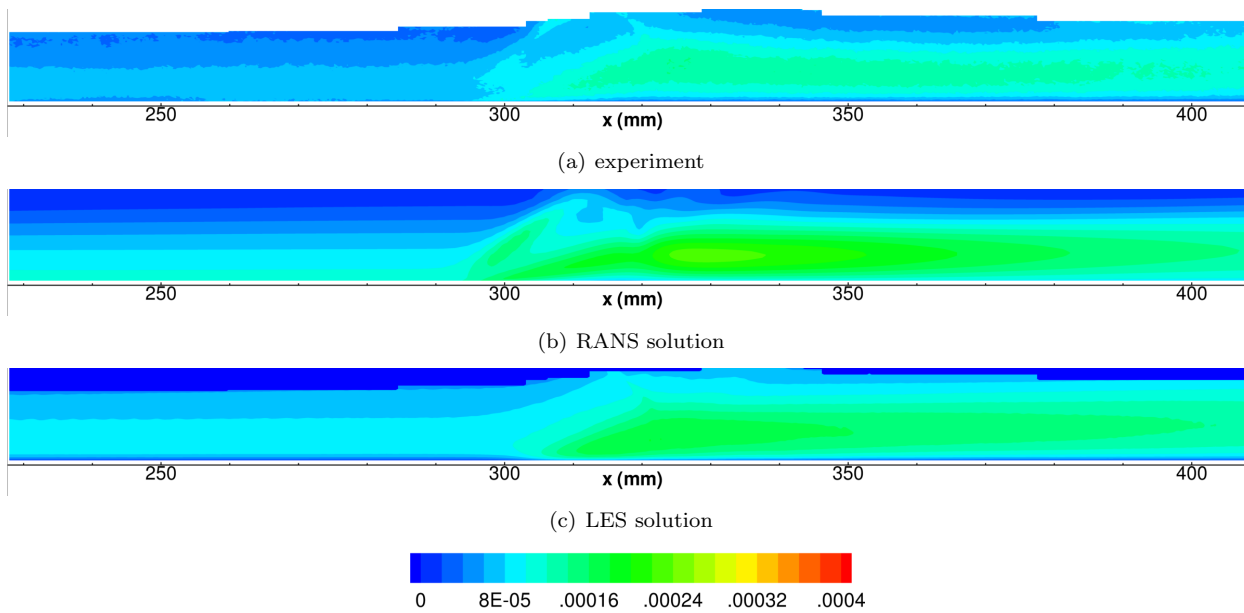 250 300 350 400
x (mm)
(a) experiment
250 300 350 400
x (mm)
(b) RANS solution
250 300 350 400
x (mm)
(c) LES solution
0 8E-05 .00016 .00024 .00032 .0004